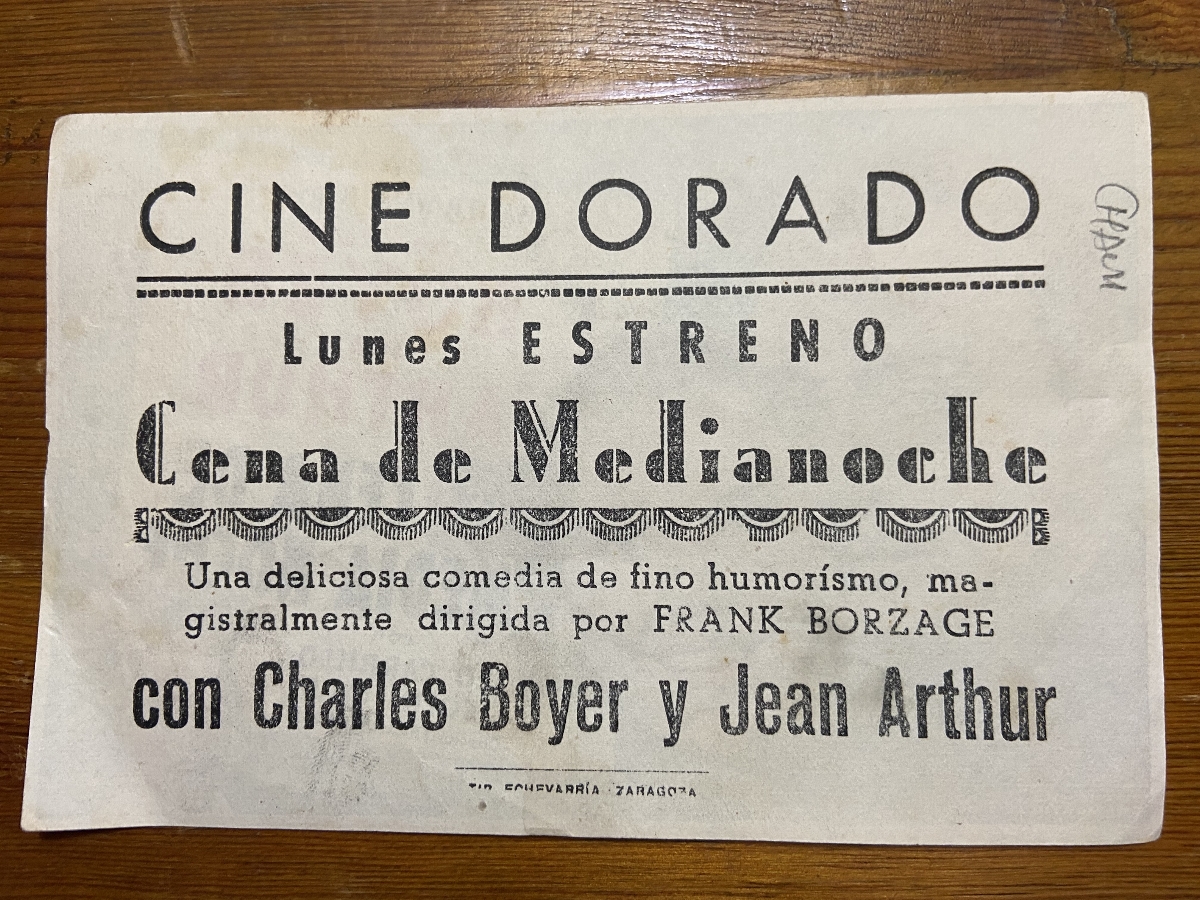 CINE DORADO
Lunes ESTRENO
Cena de Medianoche
Una deliciosa comedia de fino humorísmo, ma-
gistralmente dirigida por FRANK BORZAGE
con Charles Boyer y Jean Arthur
TIP. ECHEVARRÍA - ZARAGOZA